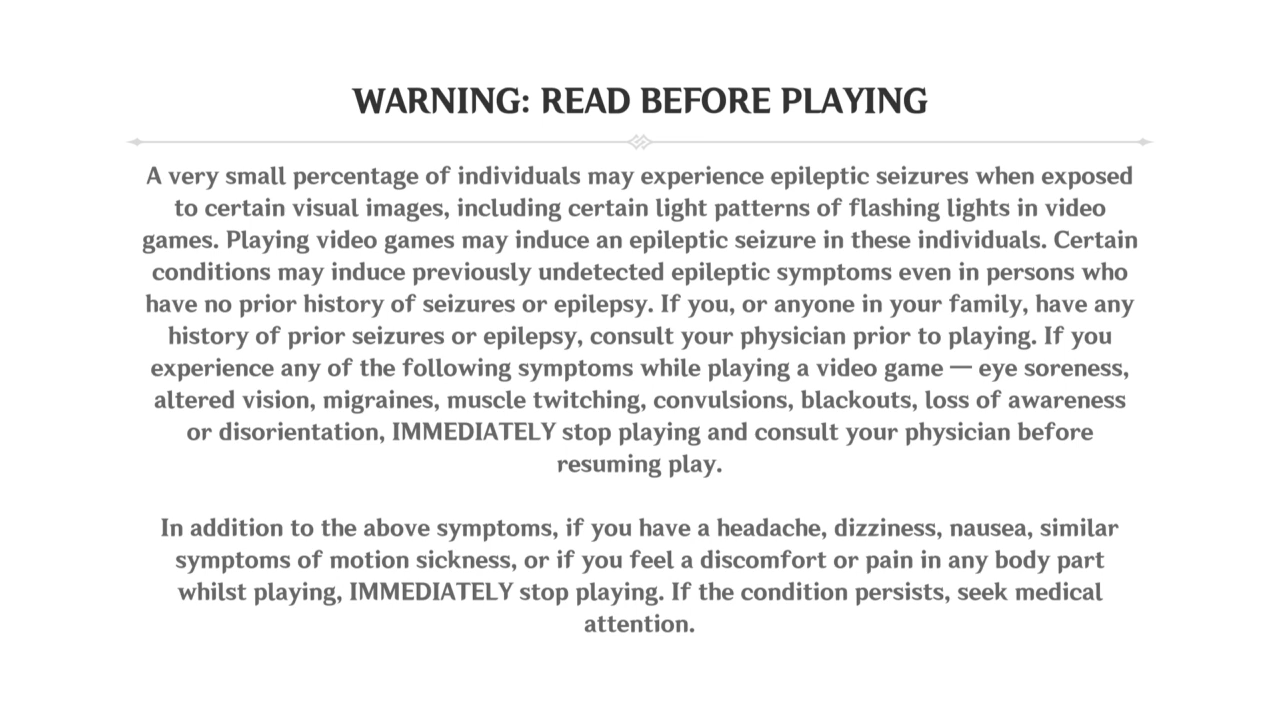 WARNING: READ BEFORE PLAYING
A very small percentage of individuals may experience epileptic seizures when exposed
to certain visual images, including certain light patterns of flashing lights in video
games. Playing video games may induce an epileptic seizure in these individuals. Certain
conditions may induce previously undetected epileptic symptoms even in persons who
have no prior history of seizures or epilepsy. If you, or anyone in your family, have any
history of prior seizures or epilepsy, consult your physician prior to playing. If you
experience any of the following symptoms while playing a video game — eye soreness,
altered vision, migraines, muscle twitching, convulsions, blackouts, loss of awareness
or disorientation, IMMEDIATELY stop playing and consult your physician before
resuming play.
In addition to the above symptoms, if you have a headache, dizziness, nausea, similar
symptoms of motion sickness, or if you feel a discomfort or pain in any body part
whilst playing, IMMEDIATELY stop playing. If the condition persists, seek medical
attention.